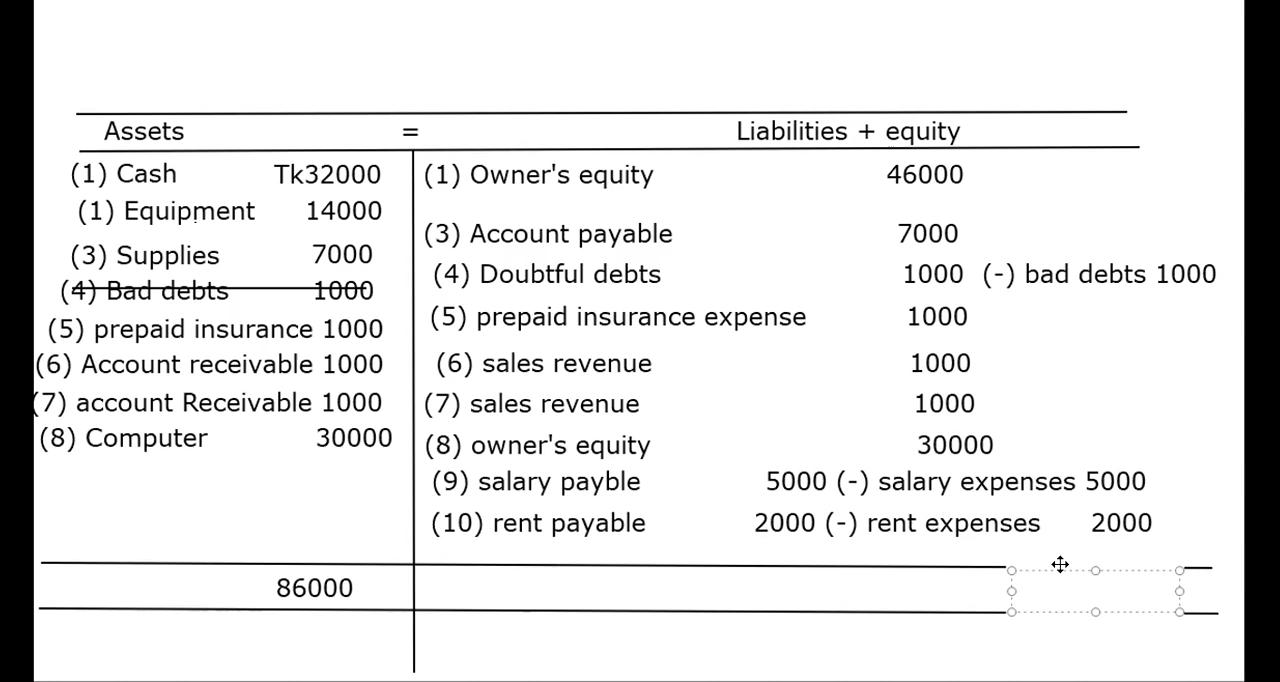 Assets = Liabilities + equity
(1) Cash Tk32000 (1) Owner's equity 46000
(1) Equipment 14000
(3) Account payable 7000
(3) Supplies 7000
(4) Doubtful debts 1000 (-) bad debts 1000
(4) Bad debts 1000
(5) prepaid insurance expense 1000
(5) prepaid insurance 1000
(6) Account receivable 1000 (6) sales revenue 1000
(7) account Receivable 1000 (7) sales revenue 1000
(8) Computer 30000 (8) owner's equity 30000
(9) salary payble 5000 (-) salary expenses 5000
(10) rent payable 2000 (-) rent expenses 2000
86000